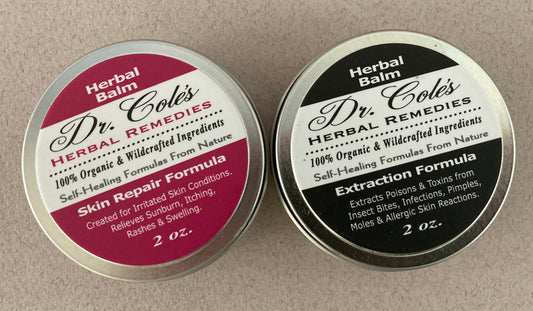 Herbal
Balm
Dr. Cole's
HERBAL REMEDIES
100% Organic & Wildcrafted Ingredients
Self-Healing Formulas From Nature
Skin Repair Formula
Created for Irritated Skin Conditions.
Relieves Sunburn, Itching,
Rashes & Swelling.
2 oz.
Herbal
Balm
Dr. Cole's
HERBAL REMEDIES
100% Organic & Wildcrafted Ingredients
Self-Healing Formulas From Nature
Extraction Formula
Extracts Poisons & Toxins from
Insect Bites, Infections, Pimples,
Moles & Allergic Skin Reactions.
2 oz.